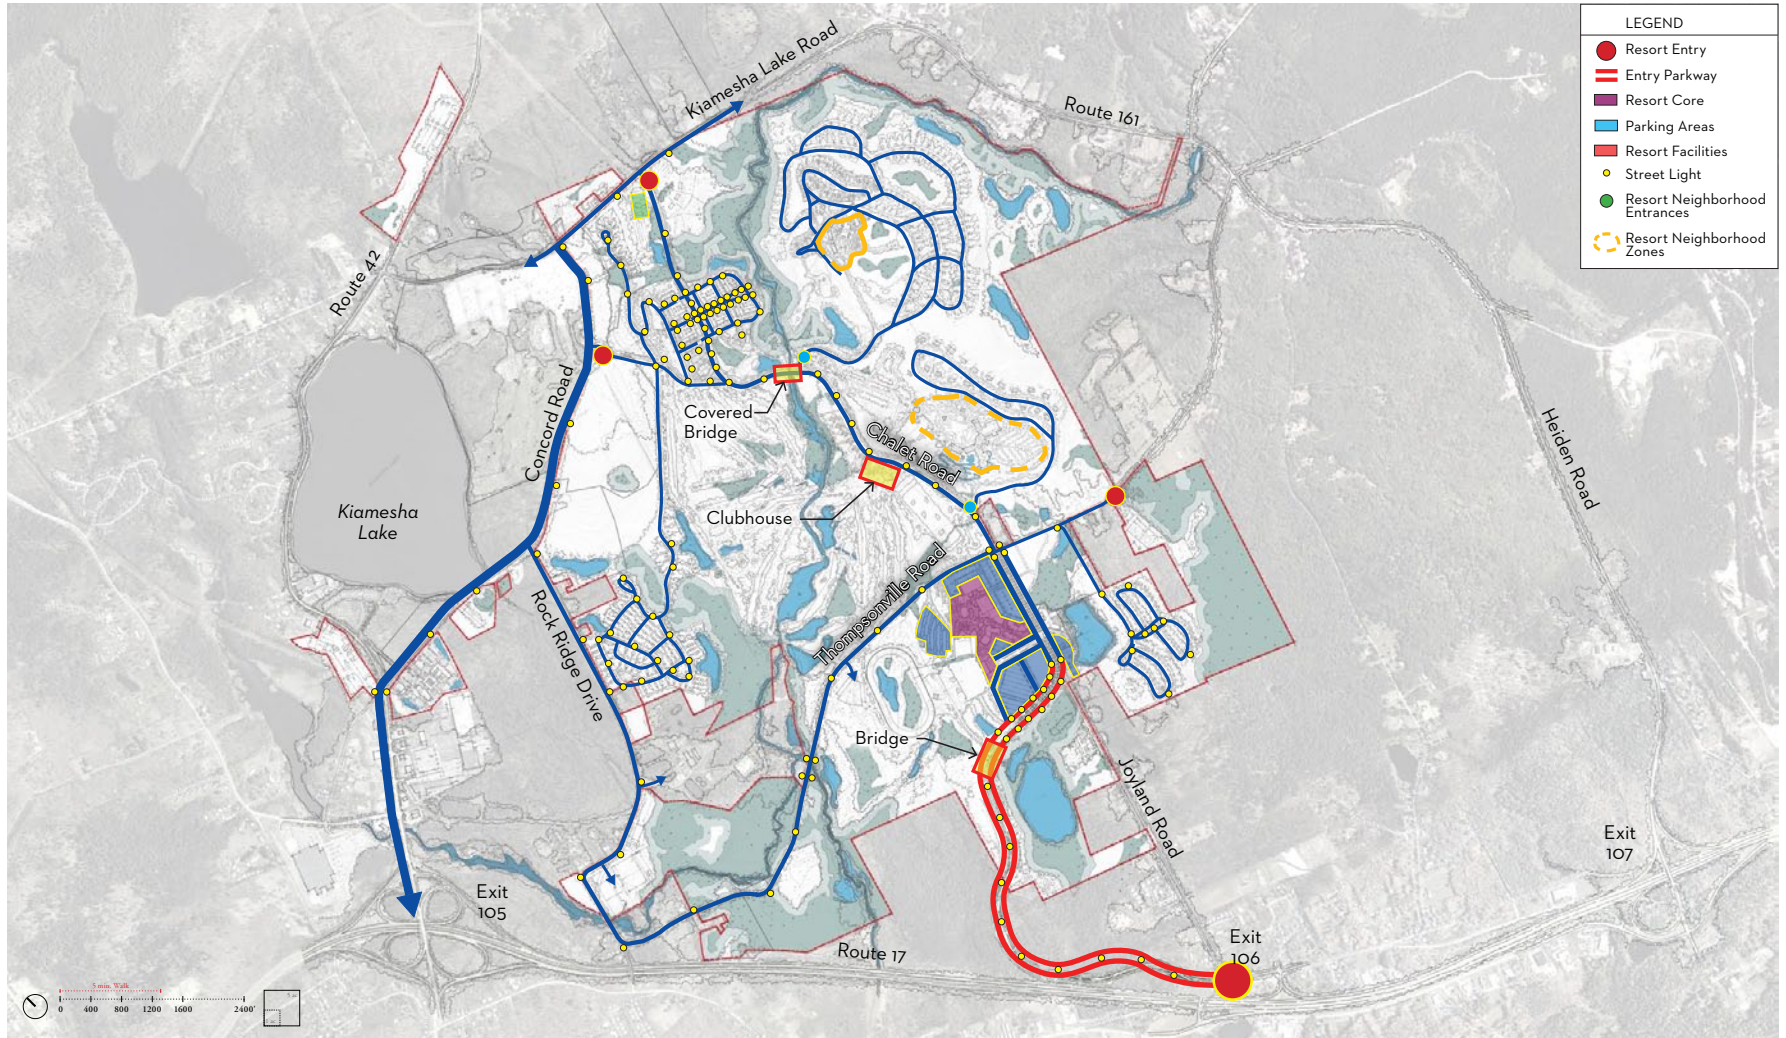 LEGEND
Resort Entry
Entry Parkway
Resort Core
Parking Areas
Resort Facilities
Street Light
Resort Neighborhood
Entrances
Resort Neighborhood
Zones
Kiamesha Lake Road
Route 161
Route 42
Concord Road
Covered
Bridge
Chalet Road
Heiden Road
Kiamesha
Lake
Clubhouse
Thompsonville Road
Rock Ridge Drive
Bridge
Joyland Road
Exit
107
Exit
105
Exit
106
Route 17
5 min. Walk
0 400 800 1200 1600 2400'